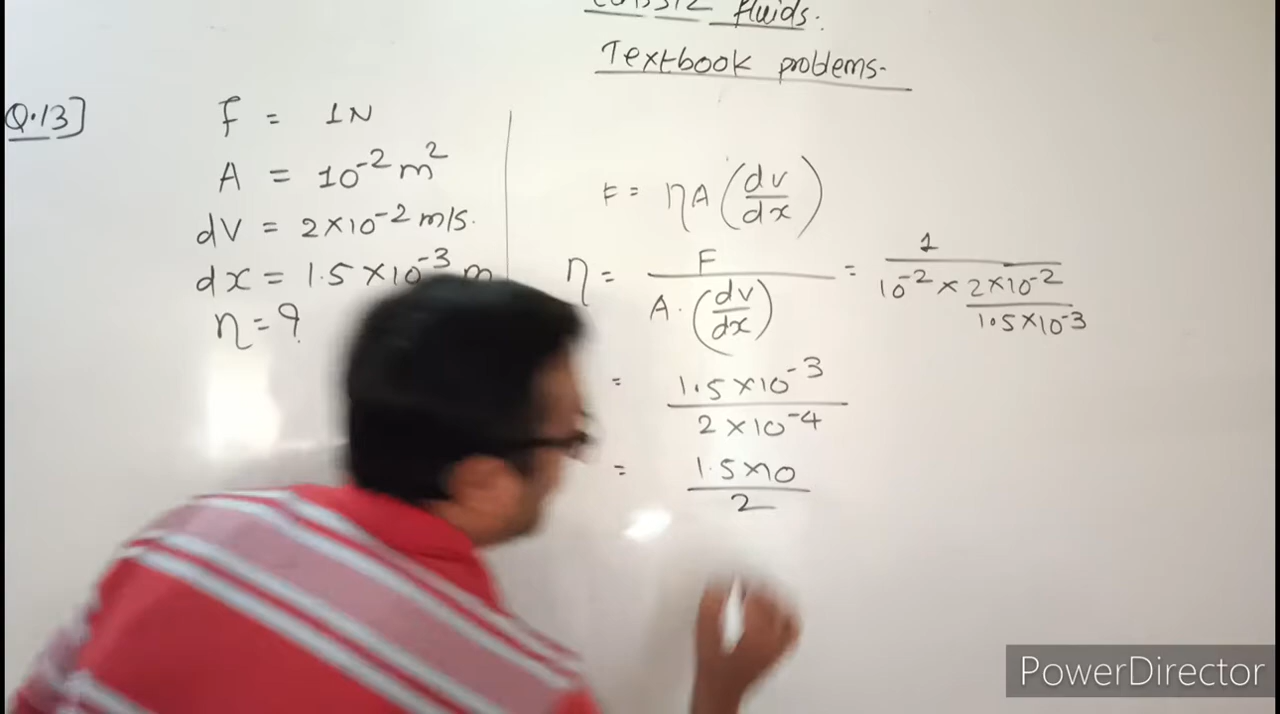 fluids:
Textbook problems.
Q.13]
F = 1N
A = 10⁻² m²
dV = 2×10⁻² m/s.
dx = 1.5 ×10⁻³ m
η = ?
F = ηA (dv/dx)
η = F / A. (dv/dx) = 1 / 10⁻² × 2×10⁻² / 1.5×10⁻³
= 1.5×10⁻³ / 2×10⁻⁴
= 1.5×10 / 2
PowerDirector